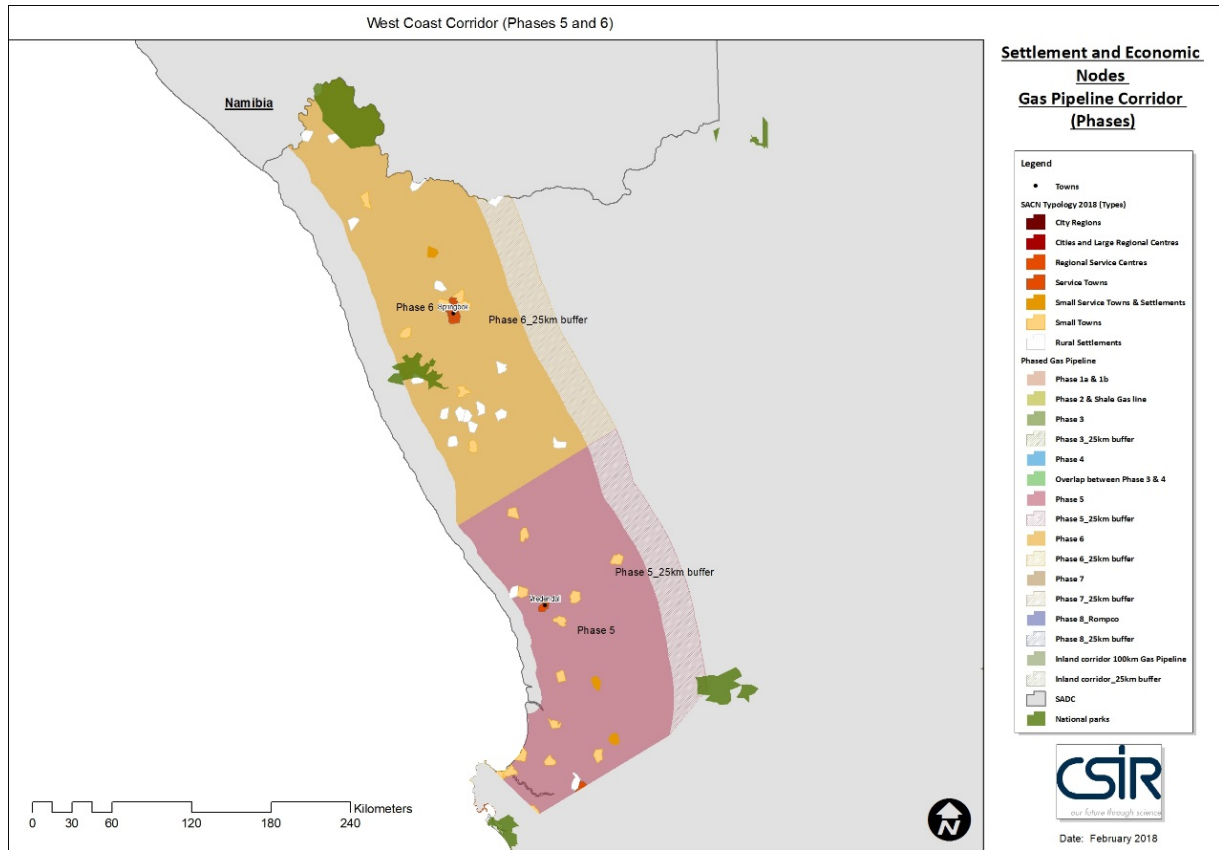 West Coast Corridor (Phases 5 and 6)
Namibia
Phase 6
Springbok
Phase 6_25km buffer
Phase 5_25km buffer
Vredendal
Phase 5
Kilometers
0 30 60 120 180 240
N
Settlement and Economic
Nodes
Gas Pipeline Corridor
(Phases)
Legend
Towns
SACN Typology 2018 (Types)
City Regions
Cities and Large Regional Centres
Regional Service Centres
Service Towns
Small Service Towns & Settlements
Small Towns
Rural Settlements
Phased Gas Pipeline
Phase 1a & 1b
Phase 2 & Shale Gas line
Phase 3
Phase 3_25km buffer
Phase 4
Overlap between Phase 3 & 4
Phase 5
Phase 5_25km buffer
Phase 6
Phase 6_25km buffer
Phase 7
Phase 7_25km buffer
Phase 8_Rompco
Phase 8_25km buffer
Inland corridor 100km Gas Pipeline
Inland corridor_25km buffer
SADC
National parks
CSIR
our future through science
Date: February 2018